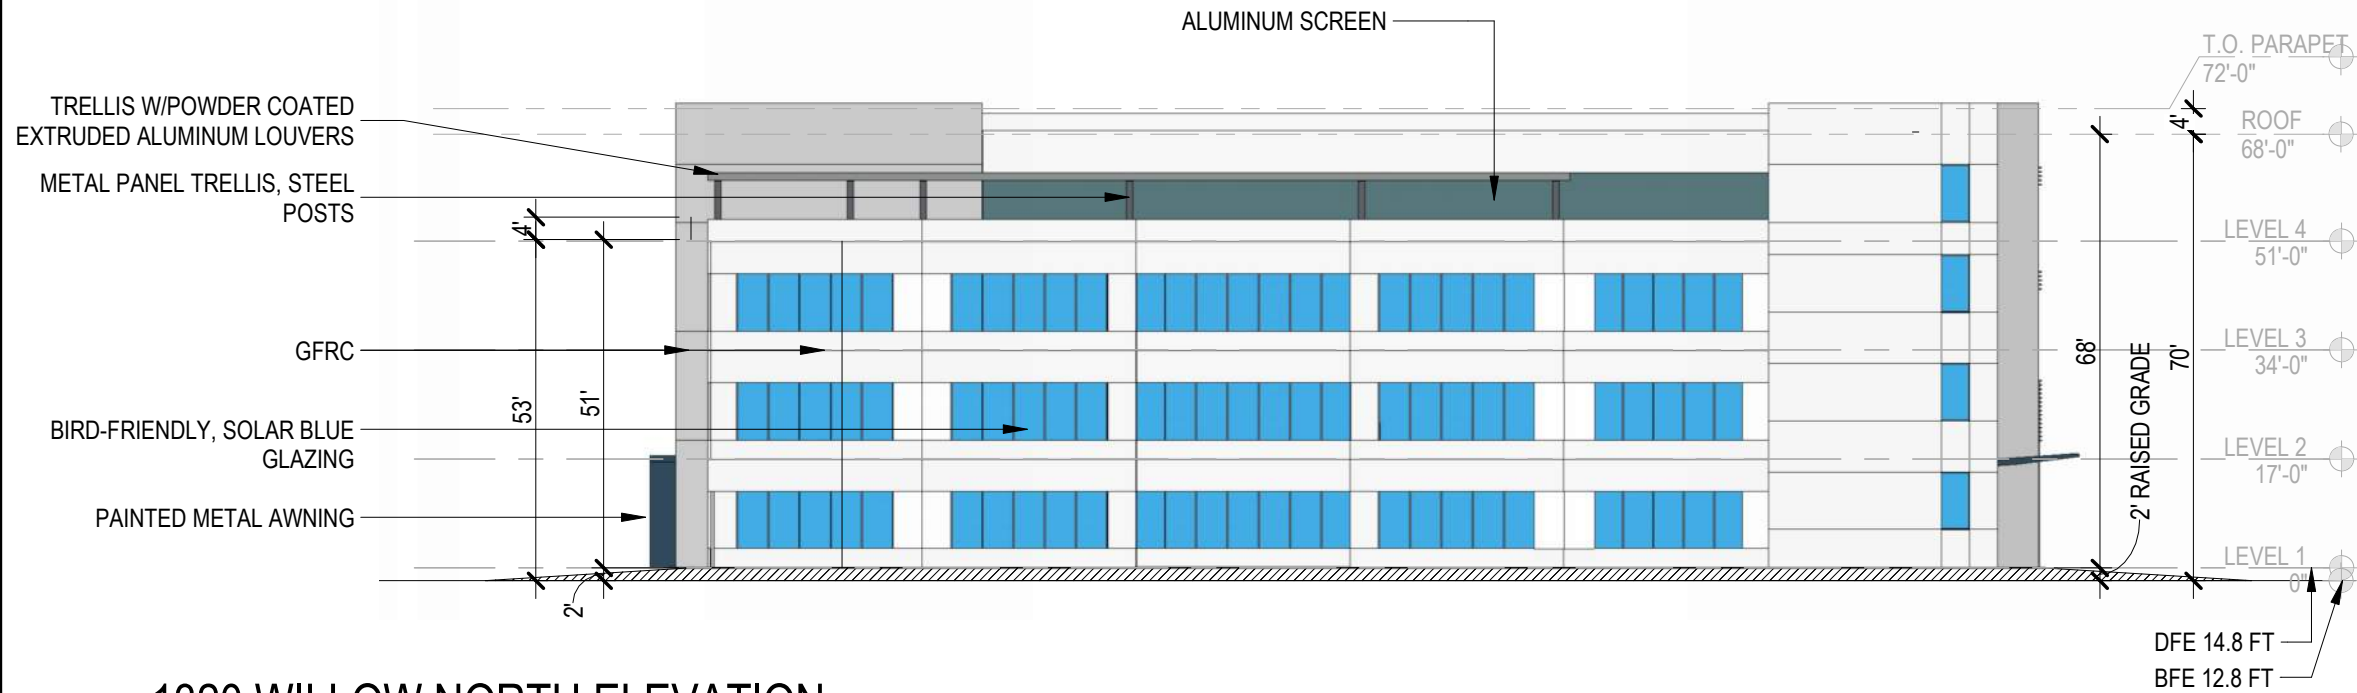 ALUMINUM SCREEN
T.O. PARAPET
72'-0"
TRELLIS W/POWDER COATED
EXTRUDED ALUMINUM LOUVERS
4'
ROOF
68'-0"
METAL PANEL TRELLIS, STEEL
POSTS
4'
LEVEL 4
51'-0"
GFRC
LEVEL 3
34'-0"
68'
70'
53'
51'
BIRD-FRIENDLY, SOLAR BLUE
GLAZING
2' RAISED GRADE
LEVEL 2
17'-0"
PAINTED METAL AWNING
LEVEL 1
0"
2'
DFE 14.8 FT
BFE 12.8 FT
WILLOW NORTH ELEVATION